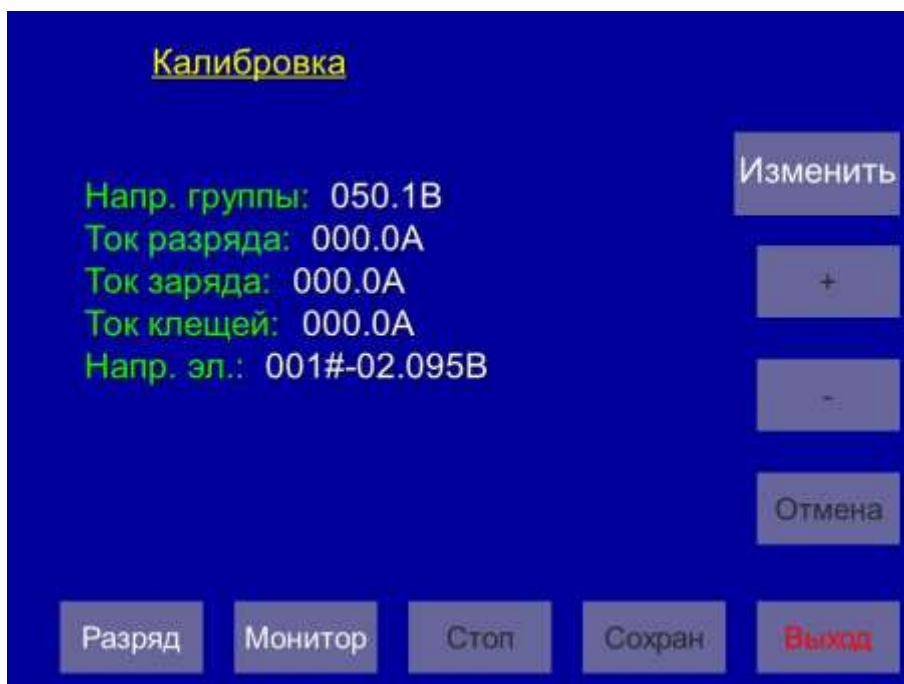 Калибровка
Изменить
Напр. группы: 050.1В
Ток разряда: 000.0А
Ток заряда: 000.0А
Ток клещей: 000.0А
Напр. эл.: 001#-02.095В
+
-
Отмена
Разряд Монитор Стоп Сохран Выход